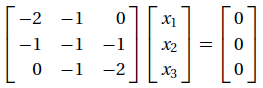 [ -2 -1 0 ] [ x₁ ] [ 0 ]
[ -1 -1 -1 ] [ x₂ ] = [ 0 ]
[ 0 -1 -2 ] [ x₃ ] [ 0 ]